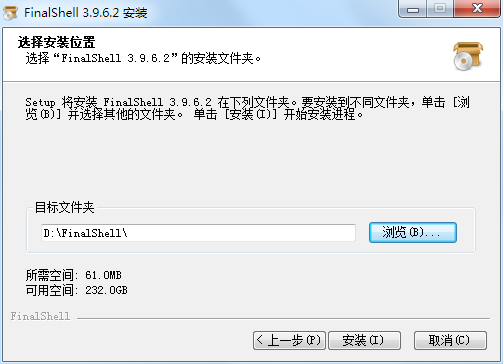 FinalShell 3.9.6.2 安装
选择安装位置
选择“FinalShell 3.9.6.2”的安装文件夹。
Setup 将安装 FinalShell 3.9.6.2 在下列文件夹。要安装到不同文件夹，单击 [浏
览(B)] 并选择其他的文件夹。 单击 [安装(I)] 开始安装进程。
目标文件夹
D:\FinalShell\
浏览(B)...
所需空间: 61.0MB
可用空间: 232.0GB
FinalShell
< 上一步(P)
安装(I)
取消(C)